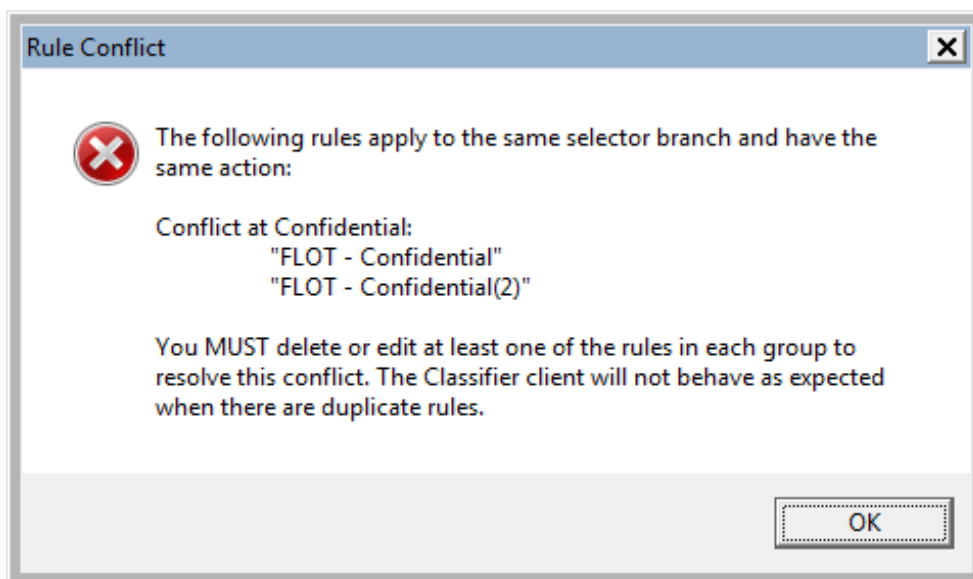 Rule Conflict
The following rules apply to the same selector branch and have the
same action:
Conflict at Confidential:
"FLOT - Confidential"
"FLOT - Confidential(2)"
You MUST delete or edit at least one of the rules in each group to
resolve this conflict. The Classifier client will not behave as expected
when there are duplicate rules.
OK